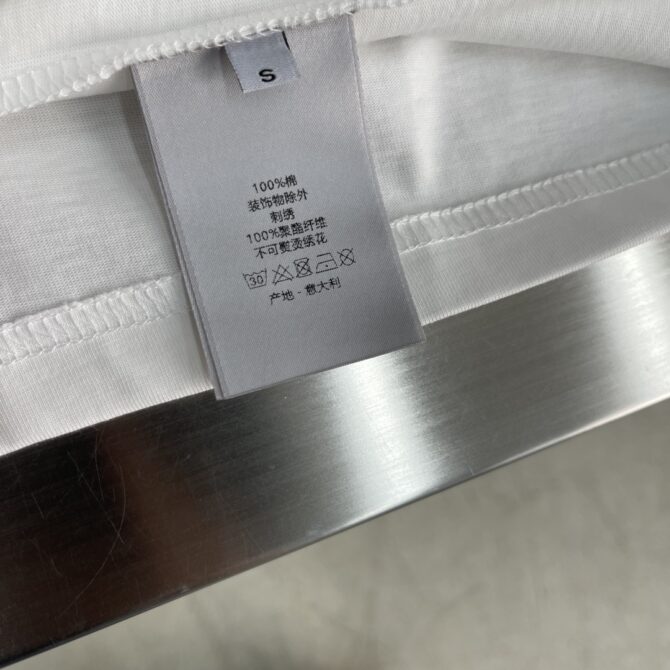 S
100%棉
装饰物除外
刺绣
100%聚酯纤维
不可熨烫绣花
30
产地 - 意大利